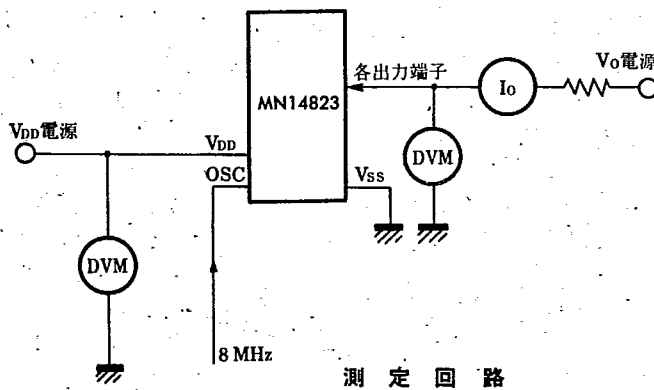 Vo電源
各出力端子
Io
MN14823
VDD電源
VDD
DVM
OSC
VSS
DVM
8 MHz
測定回路